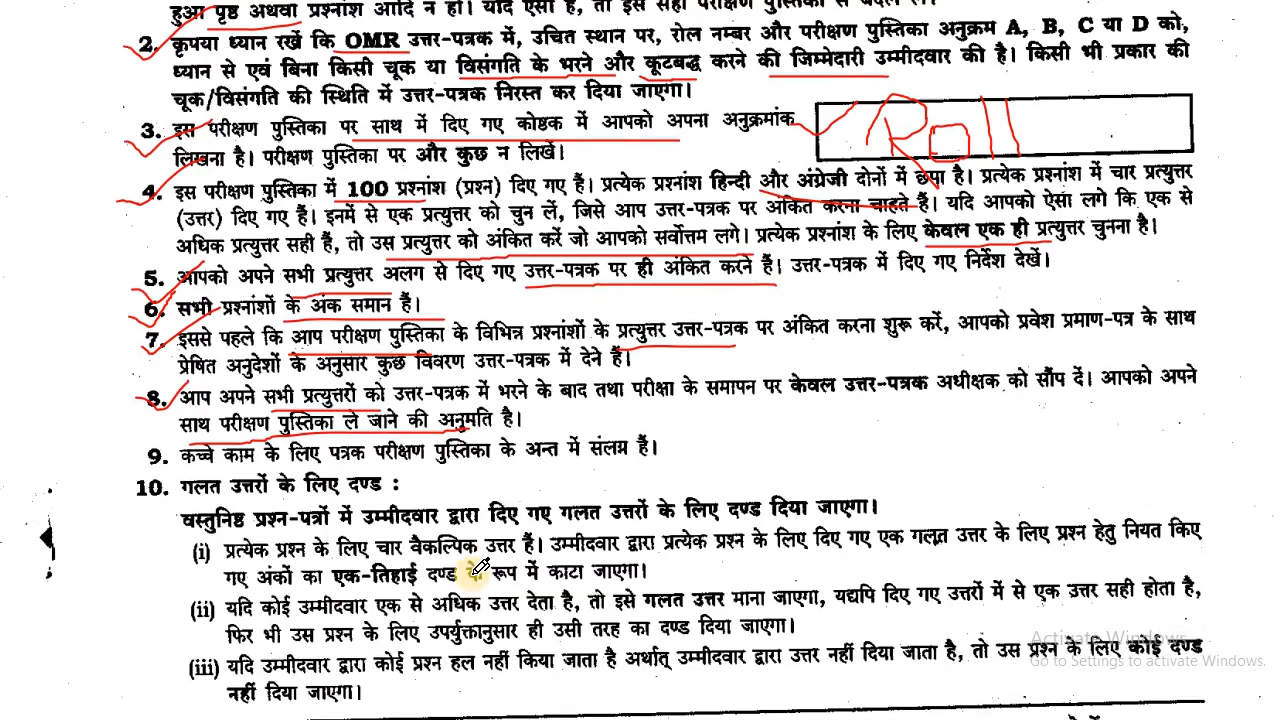 हुआ पृष्ठ अथवा प्रश्नांश आदि न हो। यदि ऐसा है, तो इसे सही परीक्षण पुस्तिका से बदल लें।
2. कृपया ध्यान रखें कि OMR उत्तर-पत्रक में, उचित स्थान पर, रोल नम्बर और परीक्षण पुस्तिका अनुक्रम A, B, C या D को,
ध्यान से एवं बिना किसी चूक या विसंगति के भरने और कूटबद्ध करने की जिम्मेदारी उम्मीदवार की है। किसी भी प्रकार की
चूक/विसंगति की स्थिति में उत्तर-पत्रक निरस्त कर दिया जाएगा।
3. इस परीक्षण पुस्तिका पर साथ में दिए गए कोष्ठक में आपको अपना अनुक्रमांक
Roll
लिखना है। परीक्षण पुस्तिका पर और कुछ न लिखें।
4. इस परीक्षण पुस्तिका में 100 प्रश्नांश (प्रश्न) दिए गए हैं। प्रत्येक प्रश्नांश हिन्दी और अंग्रेजी दोनों में छपा है। प्रत्येक प्रश्नांश में चार प्रत्युत्तर
(उत्तर) दिए गए हैं। इनमें से एक प्रत्युत्तर को चुन लें, जिसे आप उत्तर-पत्रक पर अंकित करना चाहते हैं। यदि आपको ऐसा लगे कि एक से
अधिक प्रत्युत्तर सही हैं, तो उस प्रत्युत्तर को अंकित करें जो आपको सर्वोत्तम लगे। प्रत्येक प्रश्नांश के लिए केवल एक ही प्रत्युत्तर चुनना है।
5. आपको अपने सभी प्रत्युत्तर अलग से दिए गए उत्तर-पत्रक पर ही अंकित करने हैं। उत्तर-पत्रक में दिए गए निर्देश देखें।
6. सभी प्रश्नांशों के अंक समान हैं।
7. इससे पहले कि आप परीक्षण पुस्तिका के विभिन्न प्रश्नांशों के प्रत्युत्तर उत्तर-पत्रक पर अंकित करना शुरू करें, आपको प्रवेश प्रमाण-पत्र के साथ
प्रेषित अनुदेशों के अनुसार कुछ विवरण उत्तर-पत्रक में देने हैं।
8. आप अपने सभी प्रत्युत्तरों को उत्तर-पत्रक में भरने के बाद तथा परीक्षा के समापन पर केवल उत्तर-पत्रक अधीक्षक को सौंप दें। आपको अपने
साथ परीक्षण पुस्तिका ले जाने की अनुमति है।
9. कच्चे काम के लिए पत्रक परीक्षण पुस्तिका के अन्त में संलग्न हैं।
10. गलत उत्तरों के लिए दण्ड :
वस्तुनिष्ठ प्रश्न-पत्रों में उम्मीदवार द्वारा दिए गए गलत उत्तरों के लिए दण्ड दिया जाएगा।
(i) प्रत्येक प्रश्न के लिए चार वैकल्पिक उत्तर हैं। उम्मीदवार द्वारा प्रत्येक प्रश्न के लिए दिए गए एक गलत उत्तर के लिए प्रश्न हेतु नियत किए
गए अंकों का एक-तिहाई दण्ड के रूप में काटा जाएगा।
(ii) यदि कोई उम्मीदवार एक से अधिक उत्तर देता है, तो इसे गलत उत्तर माना जाएगा, यद्यपि दिए गए उत्तरों में से एक उत्तर सही होता है,
फिर भी उस प्रश्न के लिए उपर्युक्तानुसार ही उसी तरह का दण्ड दिया जाएगा।
(iii) यदि उम्मीदवार द्वारा कोई प्रश्न हल नहीं किया जाता है अर्थात् उम्मीदवार द्वारा उत्तर नहीं दिया जाता है, तो उस प्रश्न के लिए कोई दण्ड
नहीं दिया जाएगा।
Activate Windows
Go to Settings to activate Windows.